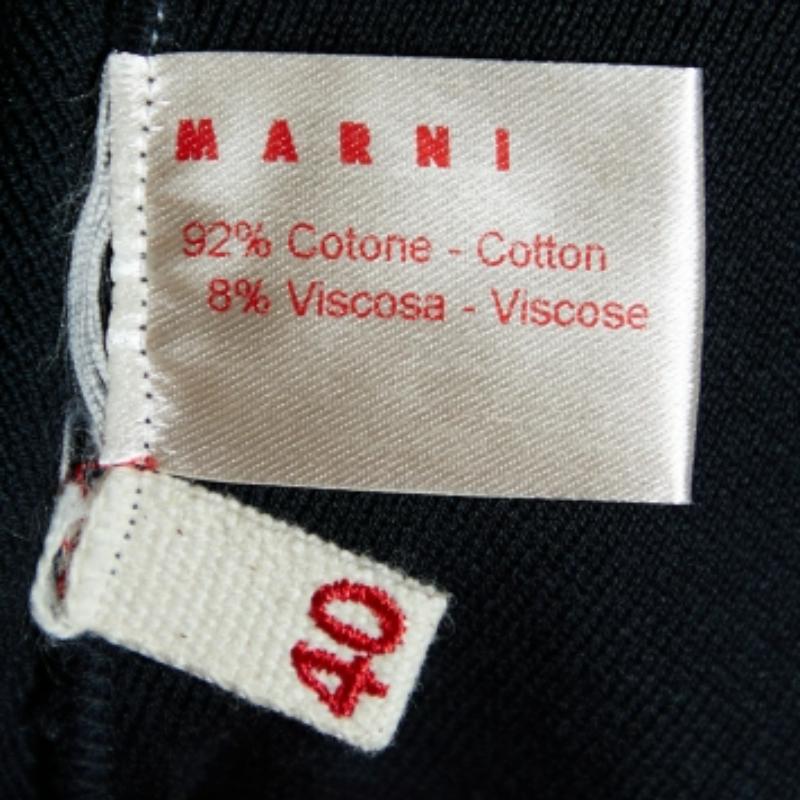 MARNI
92% Cotone - Cotton
8% Viscosa - Viscose
40